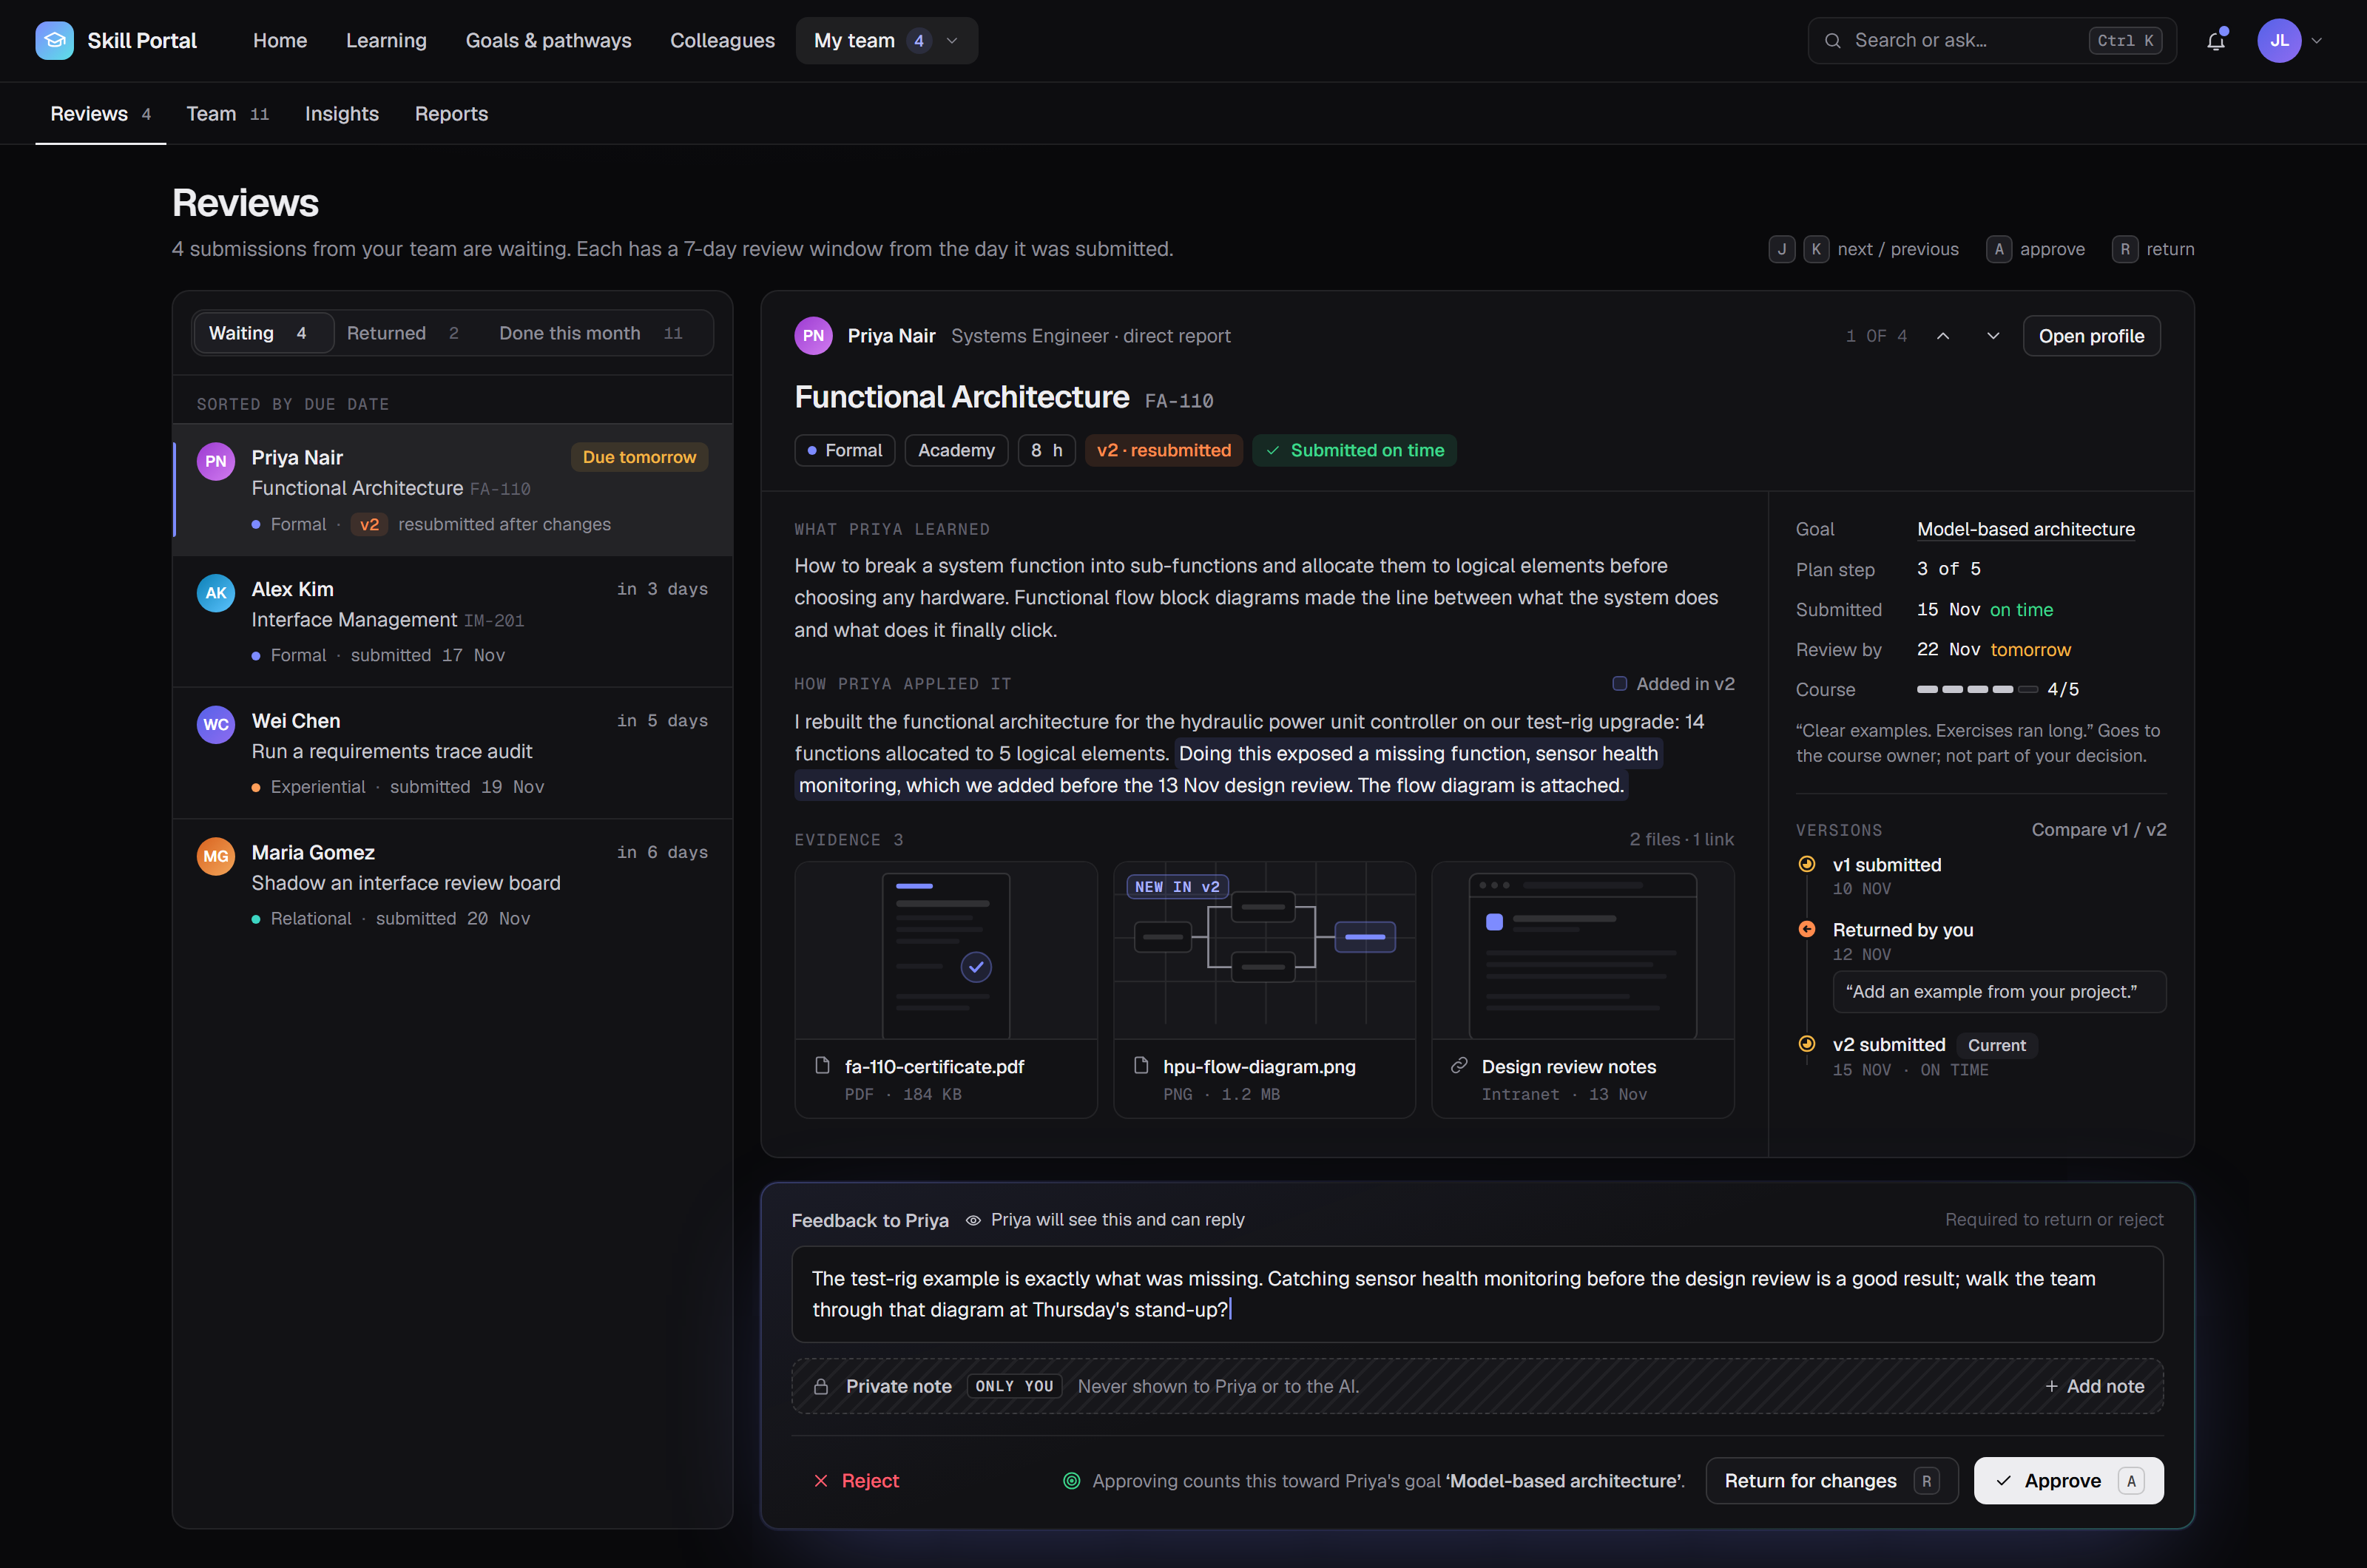 Skill Portal
Home
Learning
Goals & pathways
Colleagues
My team 4
Search or ask...
Ctrl K
JL
Reviews 4
Team 11
Insights
Reports
Reviews
4 submissions from your team are waiting. Each has a 7-day review window from the day it was submitted.
J K next / previous
A approve
R return
Waiting 4
Returned 2
Done this month 11
SORTED BY DUE DATE
PN
Priya Nair
Due tomorrow
Functional Architecture FA-110
Formal · v2 resubmitted after changes
AK
Alex Kim
in 3 days
Interface Management IM-201
Formal · submitted 17 Nov
WC
Wei Chen
in 5 days
Run a requirements trace audit
Experiential · submitted 19 Nov
MG
Maria Gomez
in 6 days
Shadow an interface review board
Relational · submitted 20 Nov
PN
Priya Nair
Systems Engineer · direct report
1 OF 4
Open profile
Functional Architecture FA-110
Formal
Academy
8 h
v2 · resubmitted
Submitted on time
WHAT PRIYA LEARNED
How to break a system function into sub-functions and allocate them to logical elements before
choosing any hardware. Functional flow block diagrams made the line between what the system does
and what does it finally click.
HOW PRIYA APPLIED IT
Added in v2
I rebuilt the functional architecture for the hydraulic power unit controller on our test-rig upgrade: 14
functions allocated to 5 logical elements. Doing this exposed a missing function, sensor health
monitoring, which we added before the 13 Nov design review. The flow diagram is attached.
EVIDENCE 3
2 files · 1 link
NEW IN v2
fa-110-certificate.pdf
PDF · 184 KB
hpu-flow-diagram.png
PNG · 1.2 MB
Design review notes
Intranet · 13 Nov
Goal Model-based architecture
Plan step 3 of 5
Submitted 15 Nov on time
Review by 22 Nov tomorrow
Course 4/5
“Clear examples. Exercises ran long.” Goes to
the course owner; not part of your decision.
VERSIONS
Compare v1 / v2
v1 submitted
10 NOV
Returned by you
12 NOV
“Add an example from your project.”
v2 submitted Current
15 NOV · ON TIME
Feedback to Priya
Priya will see this and can reply
Required to return or reject
The test-rig example is exactly what was missing. Catching sensor health monitoring before the design review is a good result; walk the team
through that diagram at Thursday's stand-up?
Private note ONLY YOU Never shown to Priya or to the AI.
+ Add note
Reject
Approving counts this toward Priya's goal ‘Model-based architecture’.
Return for changes R
Approve A